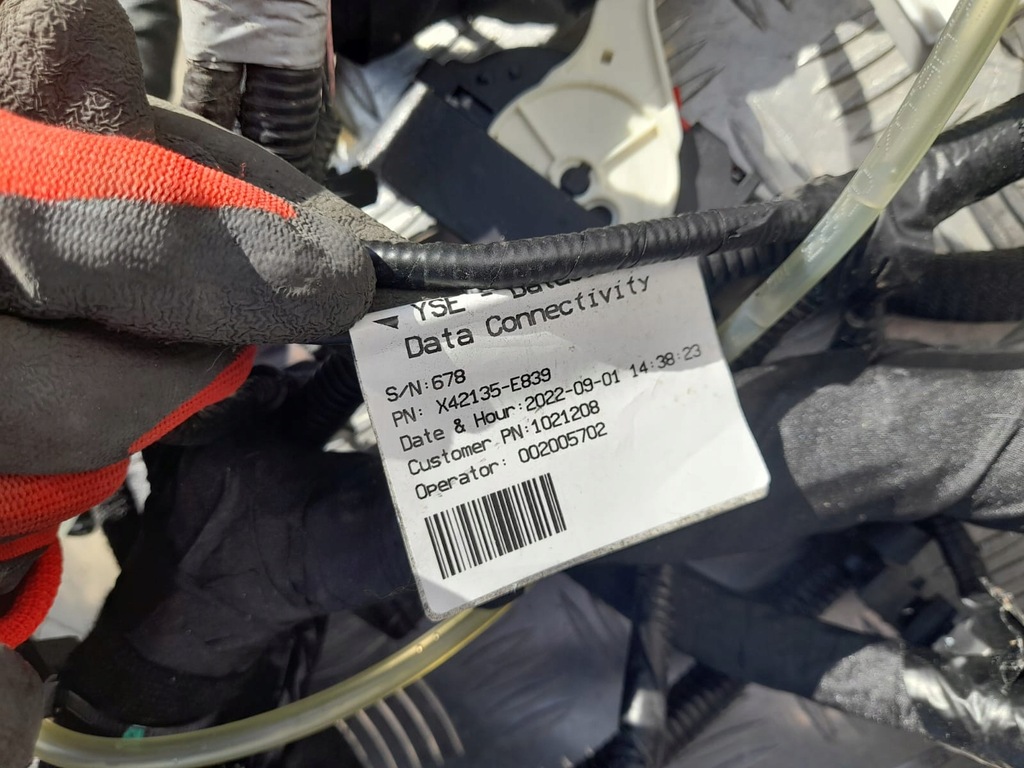 YSE -
Data Connectivity
S/N:678
PN: X42135-E839
Date & Hour:2022-09-01 14:38:23
Customer PN:1021208
Operator: 002005702